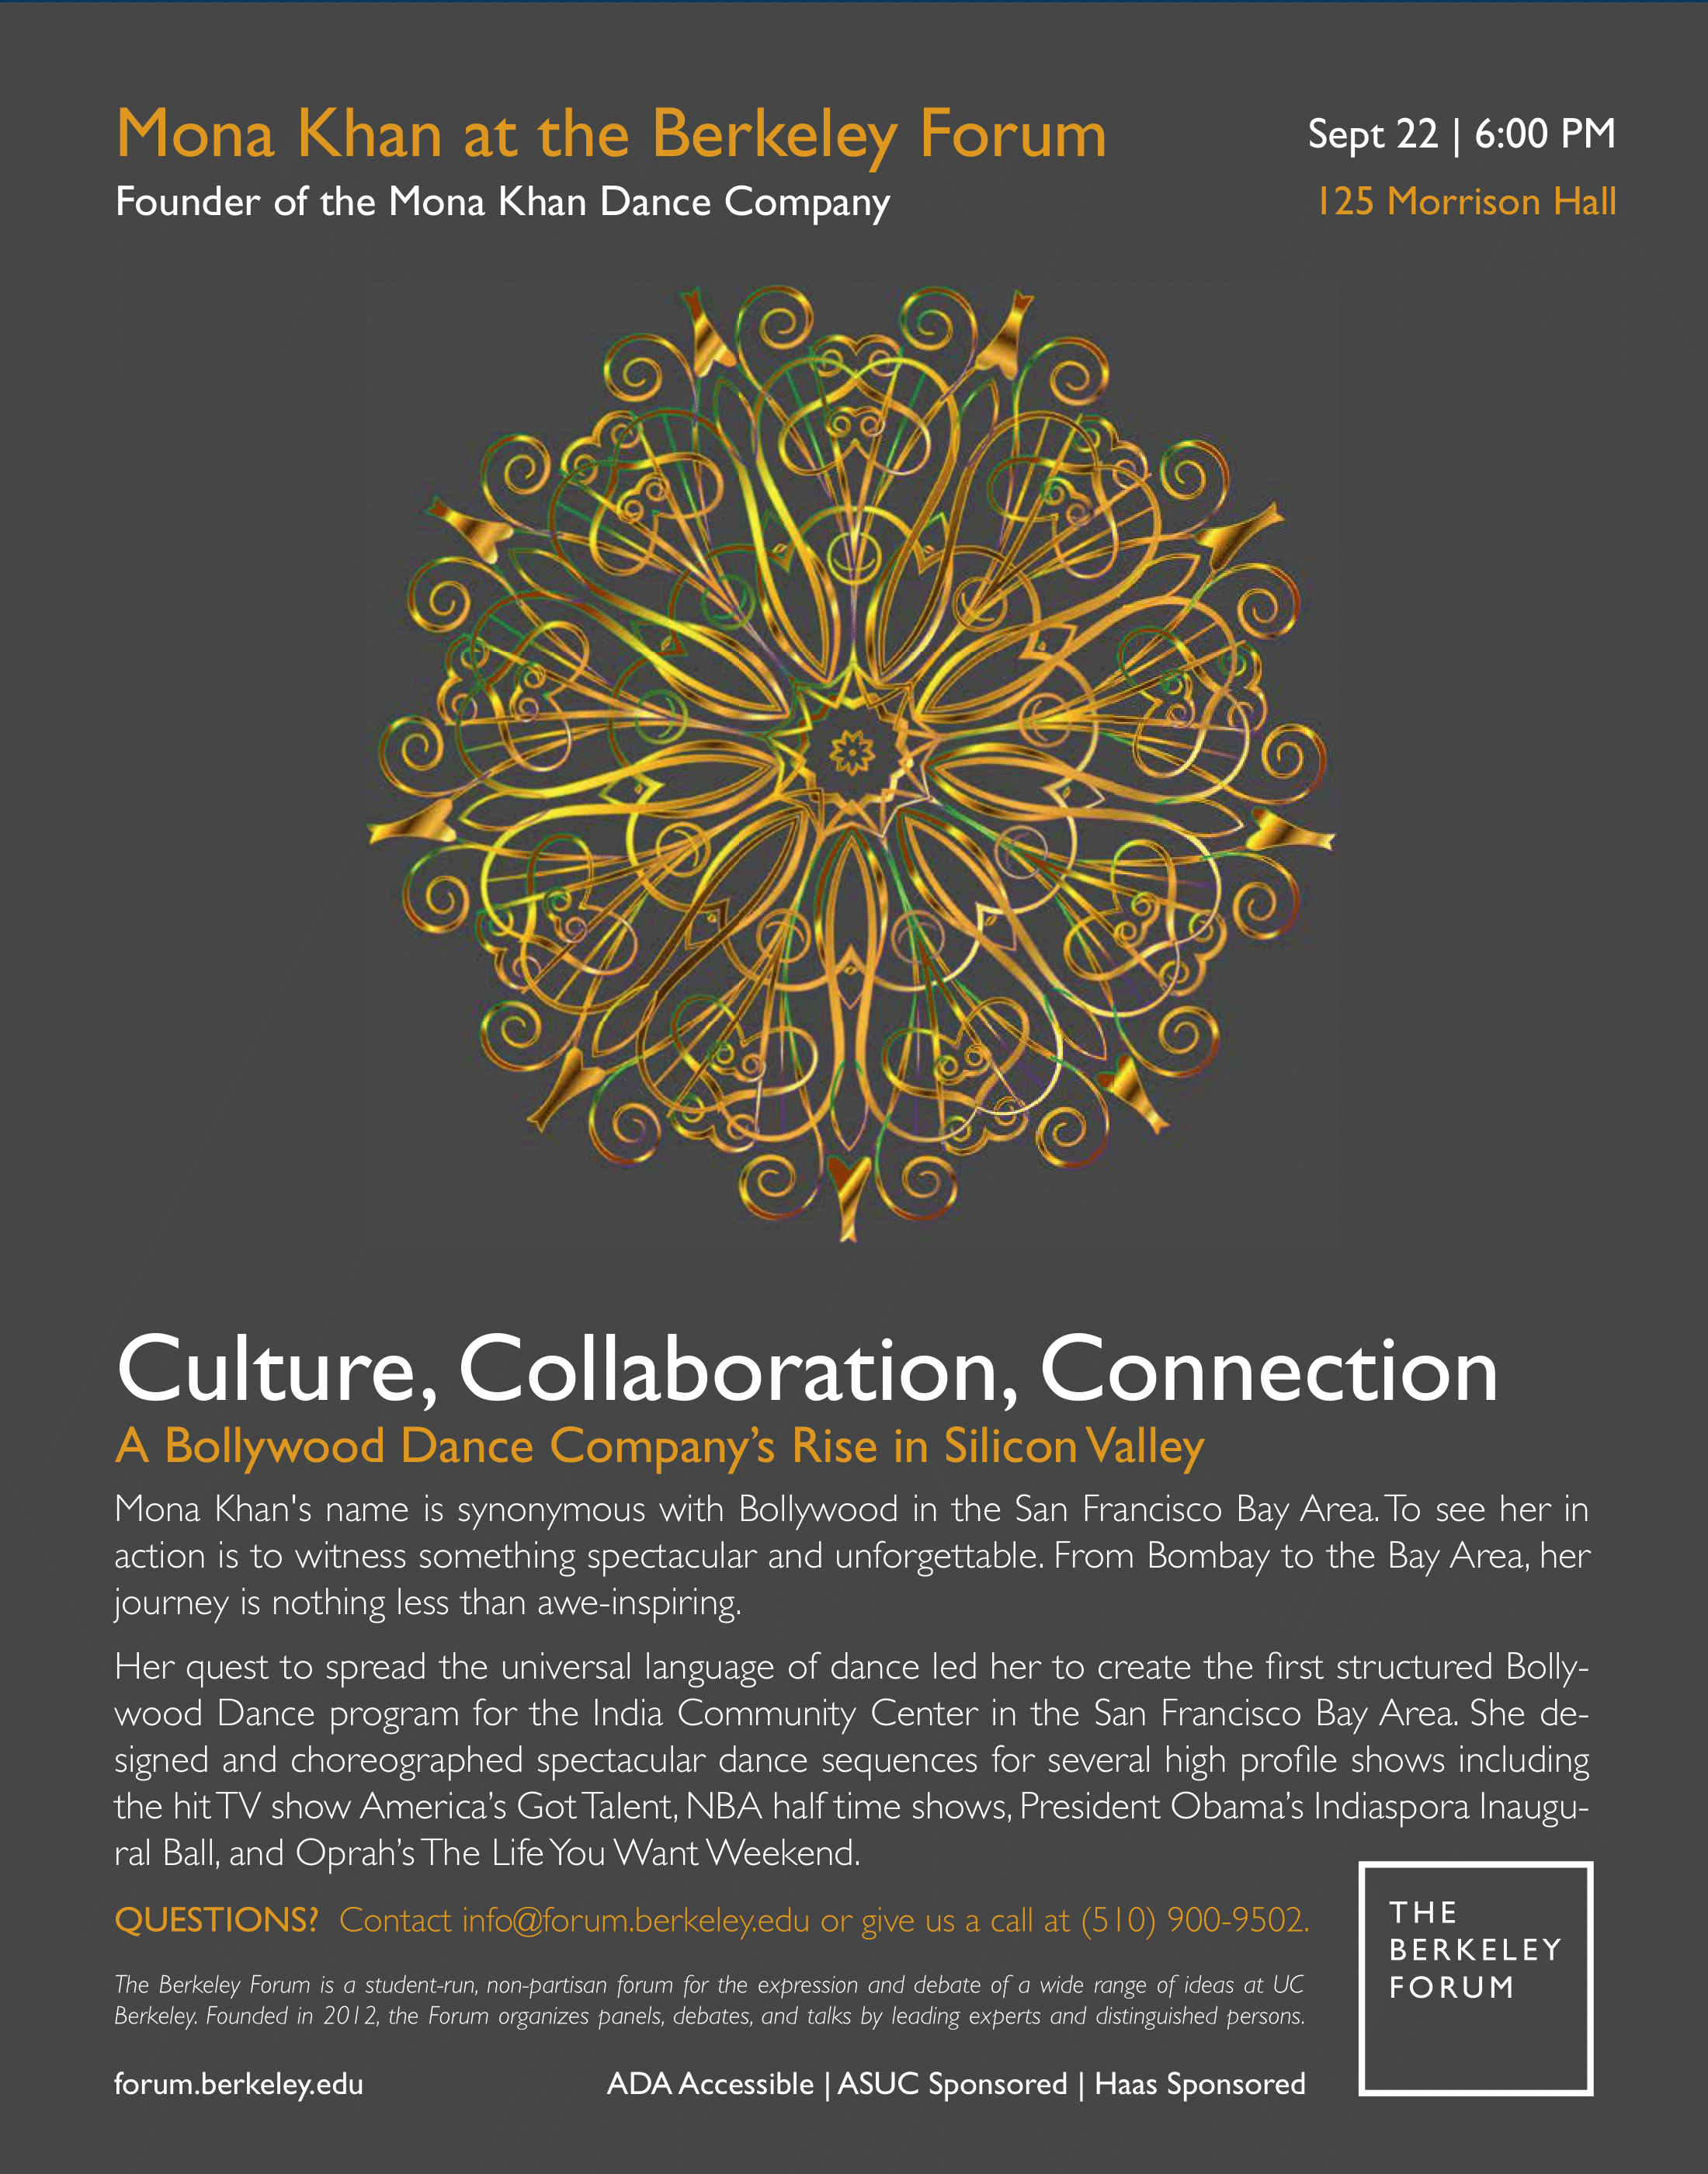 Mona Khan at the Berkeley Forum
Founder of the Mona Khan Dance Company
Sept 22 | 6:00 PM
125 Morrison Hall
Culture, Collaboration, Connection
A Bollywood Dance Company’s Rise in Silicon Valley
Mona Khan's name is synonymous with Bollywood in the San Francisco Bay Area. To see her in
action is to witness something spectacular and unforgettable. From Bombay to the Bay Area, her
journey is nothing less than awe-inspiring.
Her quest to spread the universal language of dance led her to create the first structured Bolly-
wood Dance program for the India Community Center in the San Francisco Bay Area. She de-
signed and choreographed spectacular dance sequences for several high profile shows including
the hit TV show America’s Got Talent, NBA half time shows, President Obama’s Indiaspora Inaugu-
ral Ball, and Oprah’s The Life You Want Weekend.
QUESTIONS? Contact info@forum.berkeley.edu or give us a call at (510) 900-9502.
The Berkeley Forum is a student-run, non-partisan forum for the expression and debate of a wide range of ideas at UC
Berkeley. Founded in 2012, the Forum organizes panels, debates, and talks by leading experts and distinguished persons.
forum.berkeley.edu
ADA Accessible | ASUC Sponsored | Haas Sponsored
THE
BERKELEY
FORUM